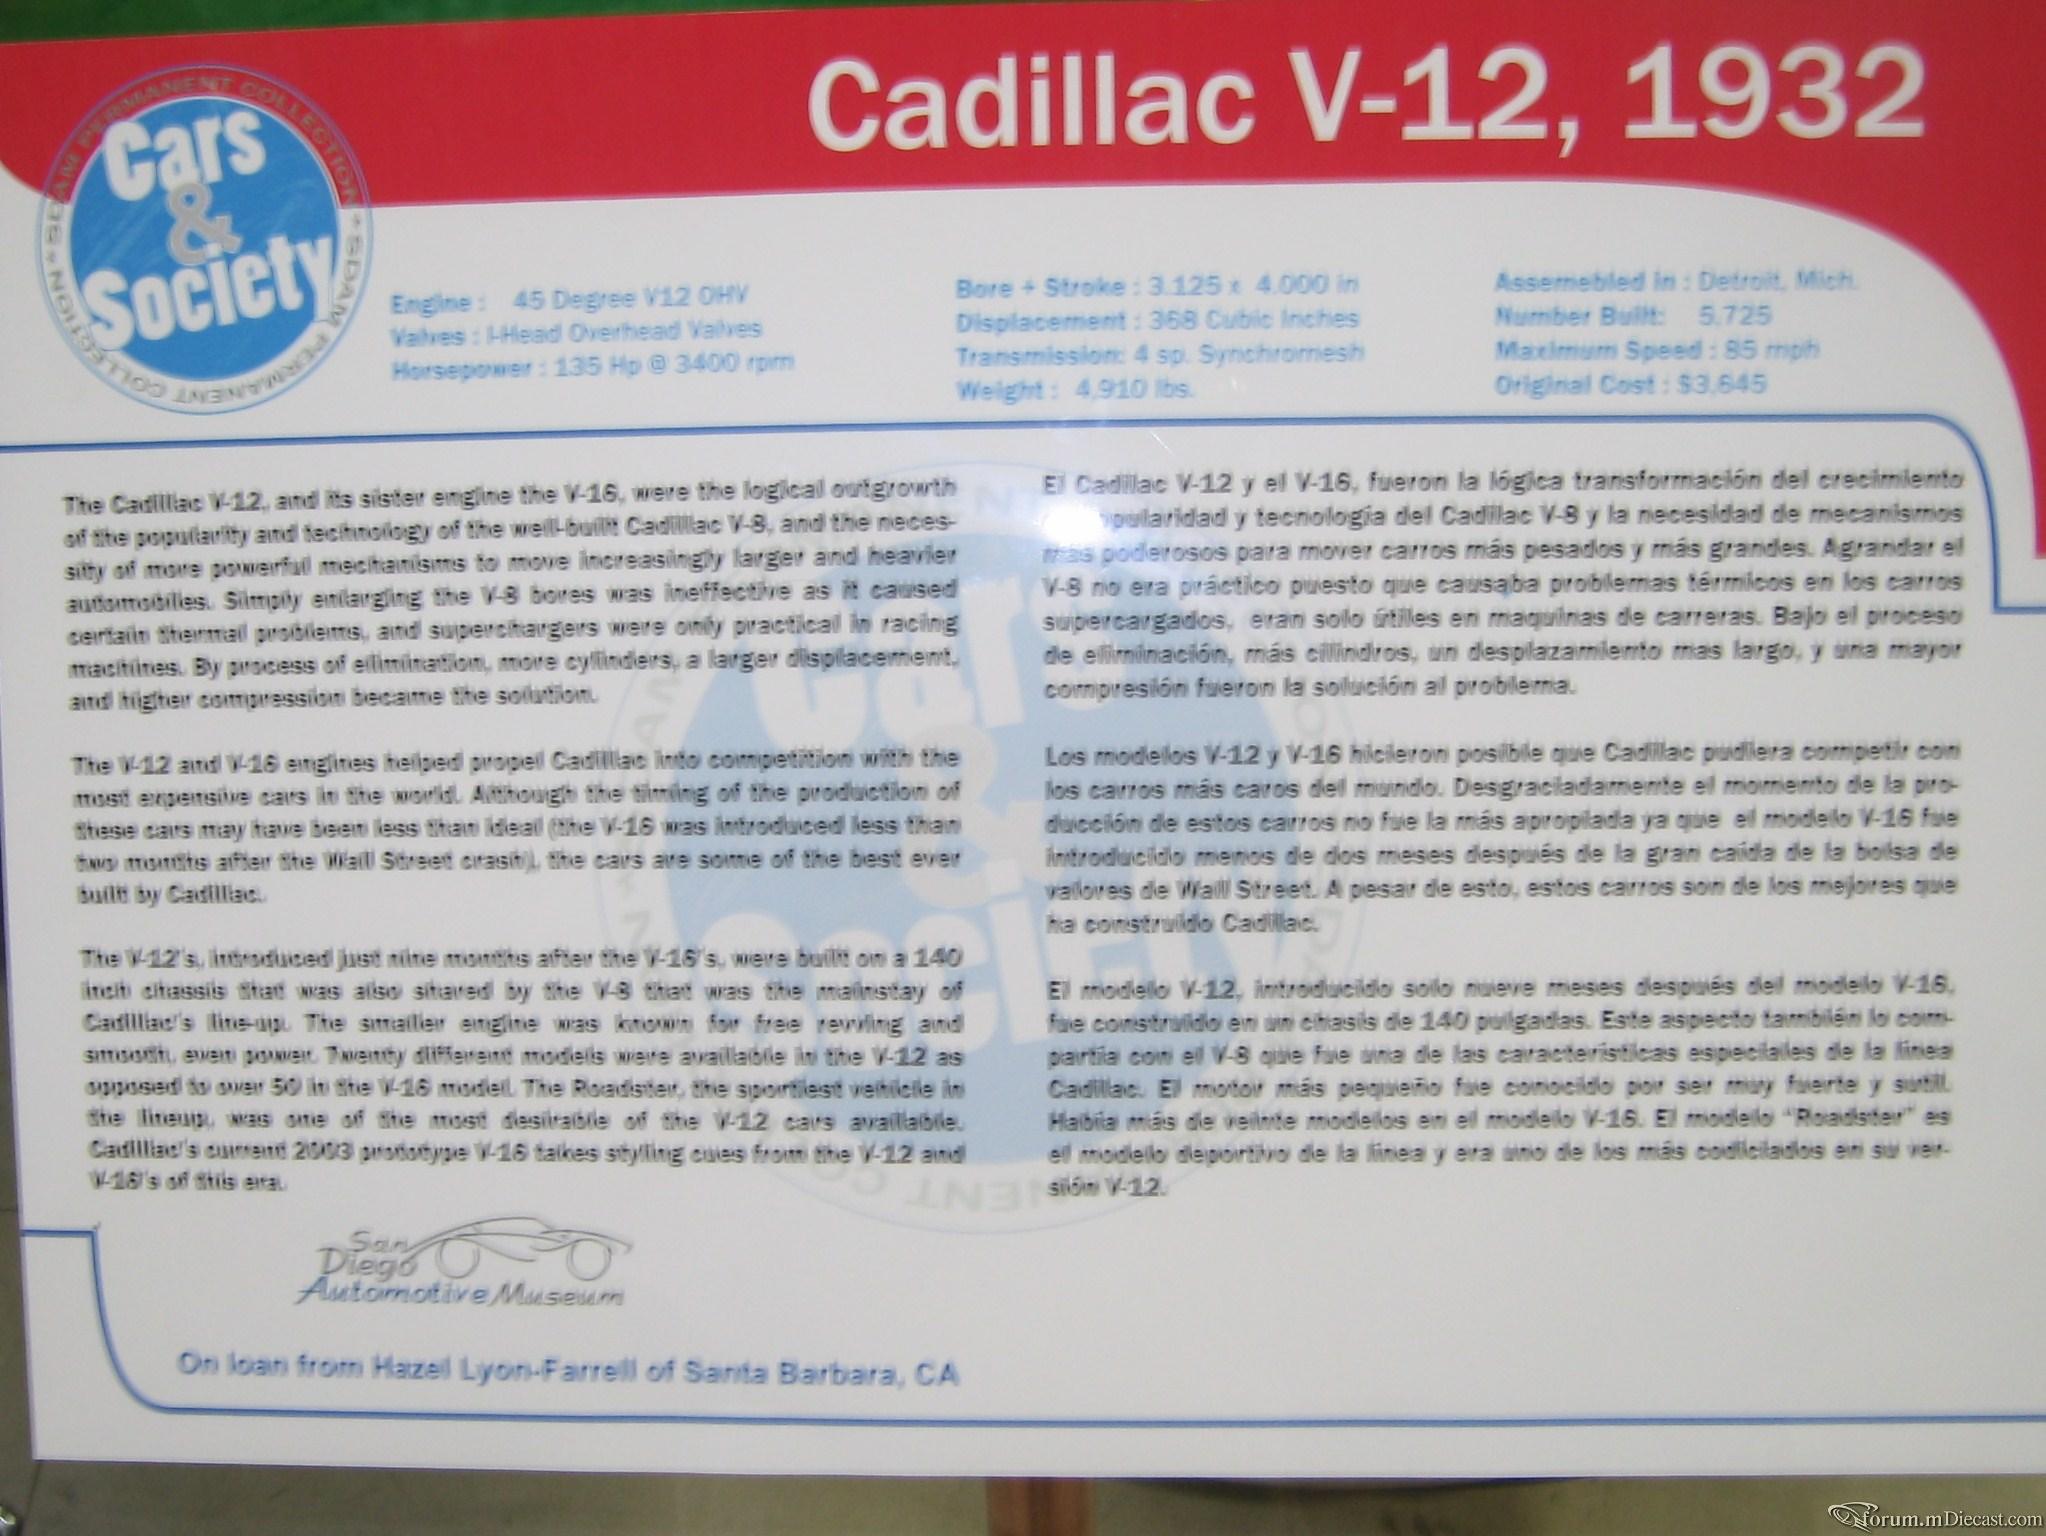 Cadillac V-12, 1932
SDAM PERMANENT COLLECTION * SDAM PERMANENT COLLECTION *
Cars
&
Society
Engine : 45 Degree V12 OHV
Valves : I-Head Overhead Valves
Horsepower : 135 Hp @ 3400 rpm
Bore + Stroke : 3.125 x 4.000 in
Displacement : 368 Cubic Inches
Transmission: 4 sp. Synchromesh
Weight : 4,910 lbs.
Assemebled in : Detroit, Mich.
Number Built: 5,725
Maximum Speed : 85 mph
Original Cost : $3,645
The Cadillac V-12, and its sister engine the V-16, were the logical outgrowth
of the popularity and technology of the well-built Cadillac V-8, and the neces-
sity of more powerful mechanisms to move increasingly larger and heavier
automobiles. Simply enlarging the V-8 bores was ineffective as it caused
certain thermal problems, and superchargers were only practical in racing
machines. By process of elimination, more cylinders, a larger displacement,
and higher compression became the solution.
The V-12 and V-16 engines helped propel Cadillac into competition with the
most expensive cars in the world. Although the timing of the production of
these cars may have been less than ideal (the V-16 was introduced less than
two months after the Wall Street crash), the cars are some of the best ever
built by Cadillac.
The V-12's, introduced just nine months after the V-16's, were built on a 140
inch chassis that was also shared by the V-8 that was the mainstay of
Cadillac's line-up. The smaller engine was known for free revving and
smooth, even power. Twenty different models were available in the V-12 as
opposed to over 50 in the V-16 model. The Roadster, the sportiest vehicle in
the lineup, was one of the most desirable of the V-12 cars available.
Cadillac's current 2003 prototype V-16 takes styling cues from the V-12 and
V-16's of this era.
El Cadillac V-12 y el V-16, fueron la lógica transformación del crecimiento
pularidad y tecnología del Cadillac V-8 y la necesidad de mecanismos
más poderosos para mover carros más pesados y más grandes. Agrandar el
V-8 no era práctico puesto que causaba problemas térmicos en los carros
supercargados, eran solo útiles en maquinas de carreras. Bajo el proceso
de eliminación, más cilindros, un desplazamiento mas largo, y una mayor
compresión fueron la solución al problema.
Los modelos V-12 y V-16 hicieron posible que Cadillac pudiera competir con
los carros más caros del mundo. Desgraciadamente el momento de la pro-
ducción de estos carros no fue la más apropiada ya que el modelo V-16 fue
introducido menos de dos meses después de la gran caída de la bolsa de
valores de Wall Street. A pesar de esto, estos carros son de los mejores que
ha construido Cadillac.
El modelo V-12, introducido solo nueve meses después del modelo V-16,
fue construido en un chasis de 140 pulgadas. Este aspecto también lo com-
partía con el V-8 que fue una de las características especiales de la línea
Cadillac. El motor más pequeño fue conocido por ser muy fuerte y sutil.
Había más de veinte modelos en el modelo V-16. El modelo "Roadster" es
el modelo deportivo de la línea y era uno de los más codiciados en su ver-
sión V-12.
San
Diego
Automotive Museum
On loan from Hazel Lyon-Farrell of Santa Barbara, CA
forum.mDiecast.com